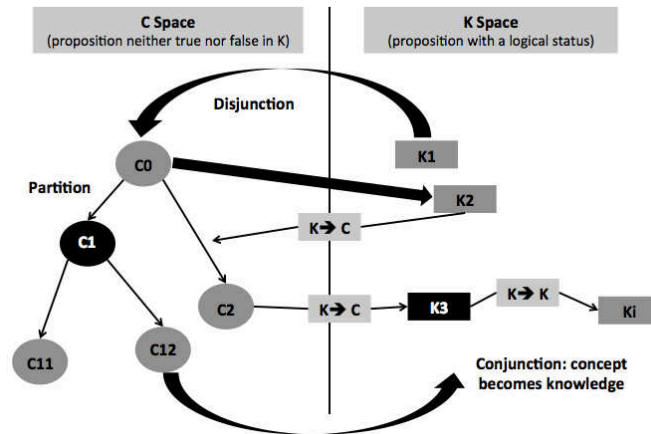 C Space
(proposition neither true nor false in K)
K Space
(proposition with a logical status)
Disjunction
K1
C0
Partition
K2
K➔ C
C1
C2
K➔ C
K3
K➔ K
Ki
C11
C12
Conjunction: concept
becomes knowledge